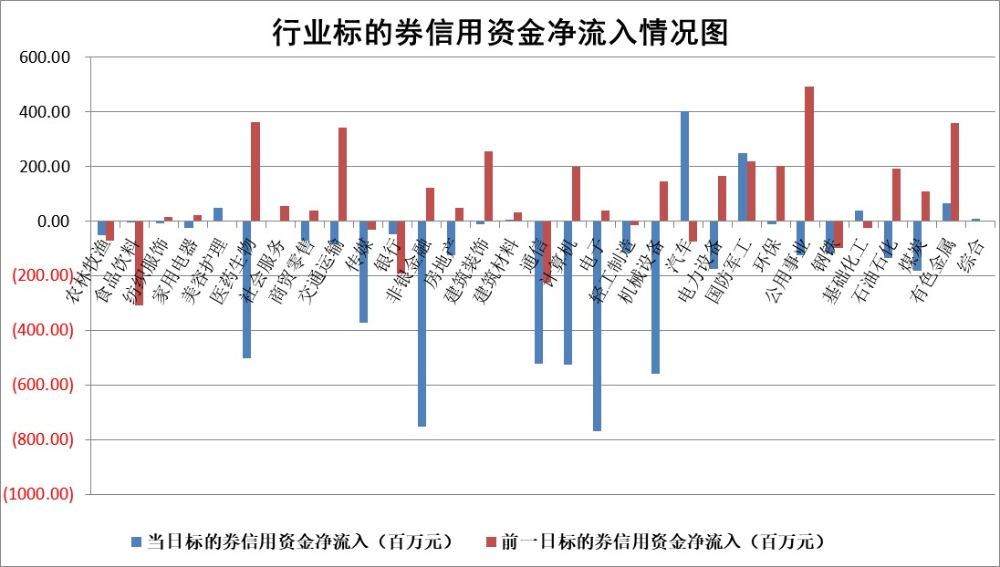 行业标的券信用资金净流入情况图
600.00
400.00
200.00
0.00
(200.00)
(400.00)
(600.00)
(800.00)
(1000.00)
农林牧渔
食品饮料
纺织服饰
家用电器
美容护理
医药生物
社会服务
商贸零售
交通运输
传媒
银行
非银金融
房地产
建筑装饰
建筑材料
通信
计算机
电子
轻工制造
机械设备
汽车
电力设备
国防军工
环保
公用事业
钢铁
基础化工
石油石化
煤炭
有色金属
综合
当日标的券信用资金净流入（百万元）
前一日标的券信用资金净流入（百万元）